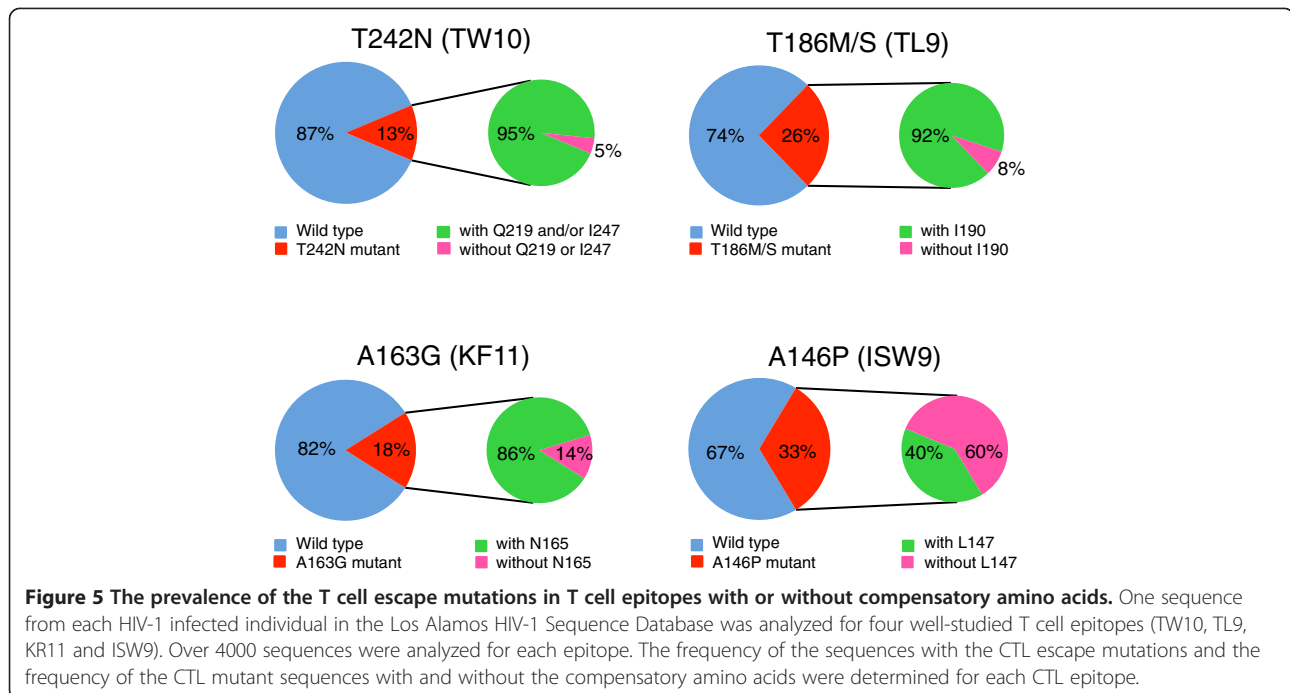 T242N (TW10)
T186M/S (TL9)
87%
13%
95%
5%
74%
26%
92%
8%
Wild type
T242N mutant
with Q219 and/or I247
without Q219 or I247
Wild type
T186M/S mutant
with I190
without I190
A163G (KF11)
A146P (ISW9)
82%
18%
86%
14%
67%
33%
40%
60%
Wild type
A163G mutant
with N165
without N165
Wild type
A146P mutant
with L147
without L147
Figure 5 The prevalence of the T cell escape mutations in T cell epitopes with or without compensatory amino acids. One sequence
from each HIV-1 infected individual in the Los Alamos HIV-1 Sequence Database was analyzed for four well-studied T cell epitopes (TW10, TL9,
KR11 and ISW9). Over 4000 sequences were analyzed for each epitope. The frequency of the sequences with the CTL escape mutations and the
frequency of the CTL mutant sequences with and without the compensatory amino acids were determined for each CTL epitope.